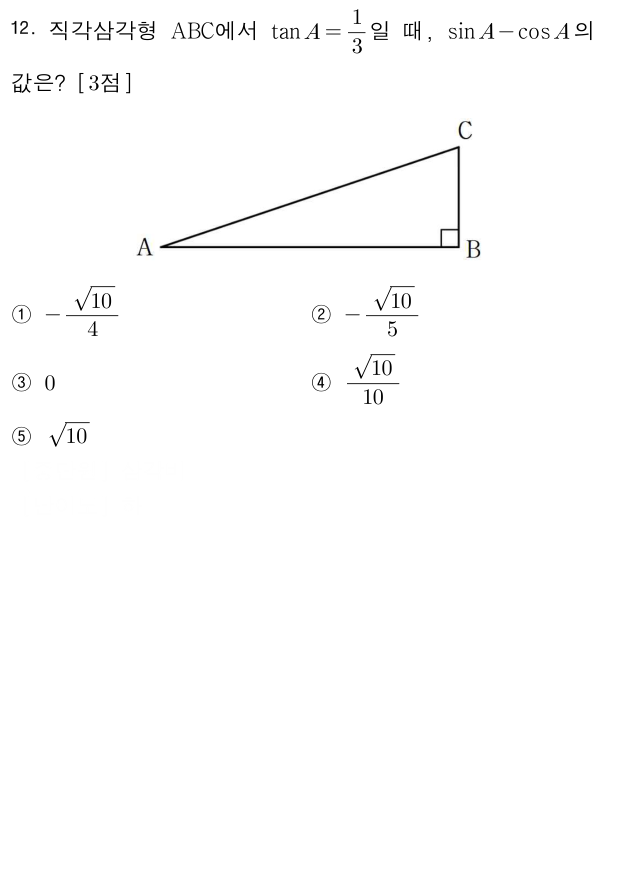 12. 직각삼각형 ABC에서 tan A = 1/3 일 때, sin A − cos A 의
값은? [3점]
C
A
B
① −√10/4 ② −√10/5
③ 0 ④ √10/10
⑤ √10